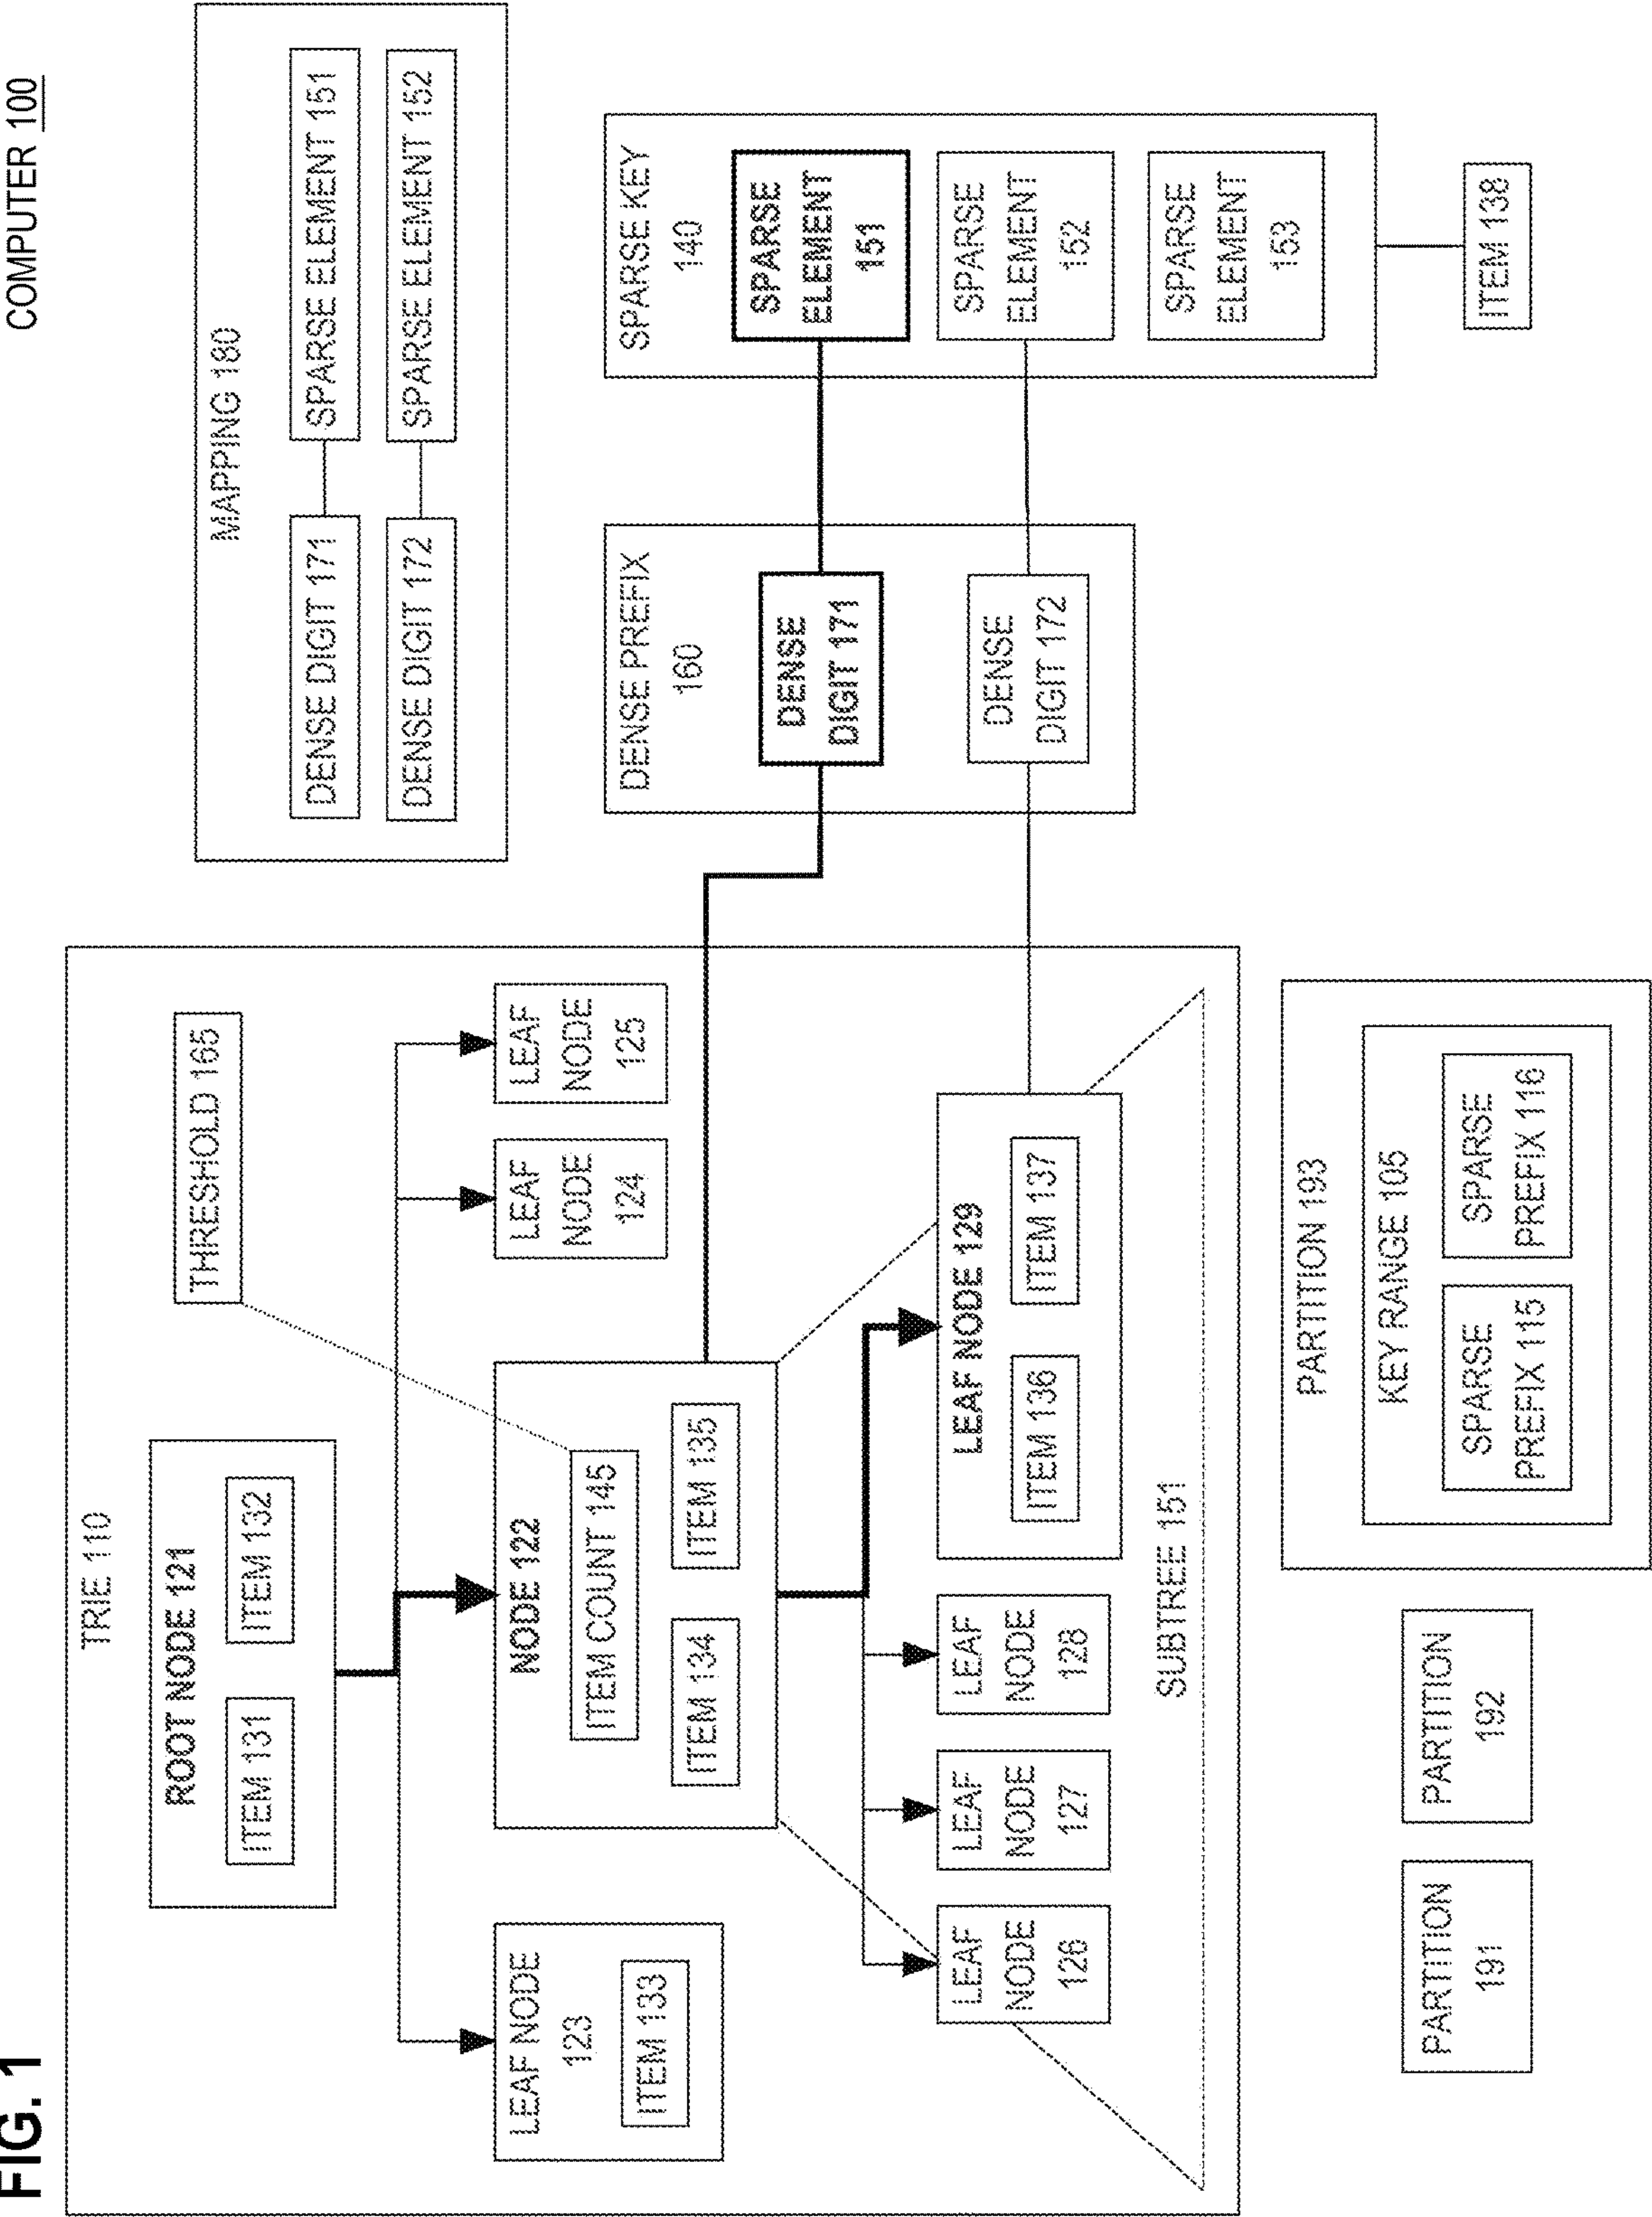 FIG. 1
COMPUTER 100
TRIE 110
THRESHOLD 165
ROOT NODE 121
ITEM 131
ITEM 132
LEAF NODE
123
ITEM 133
NODE 122
ITEM COUNT 145
ITEM 134
ITEM 135
LEAF
NODE
124
LEAF
NODE
125
LEAF
NODE
126
LEAF
NODE
127
LEAF
NODE
128
LEAF NODE 129
ITEM 136
ITEM 137
SUBTREE 151
MAPPING 180
DENSE DIGIT 171
SPARSE ELEMENT 151
DENSE DIGIT 172
SPARSE ELEMENT 152
DENSE PREFIX
160
DENSE
DIGIT 171
DENSE
DIGIT 172
SPARSE KEY
140
SPARSE
ELEMENT
151
SPARSE
ELEMENT
152
SPARSE
ELEMENT
153
ITEM 138
PARTITION
191
PARTITION
192
PARTITION 193
KEY RANGE 105
SPARSE
PREFIX 115
SPARSE
PREFIX 116